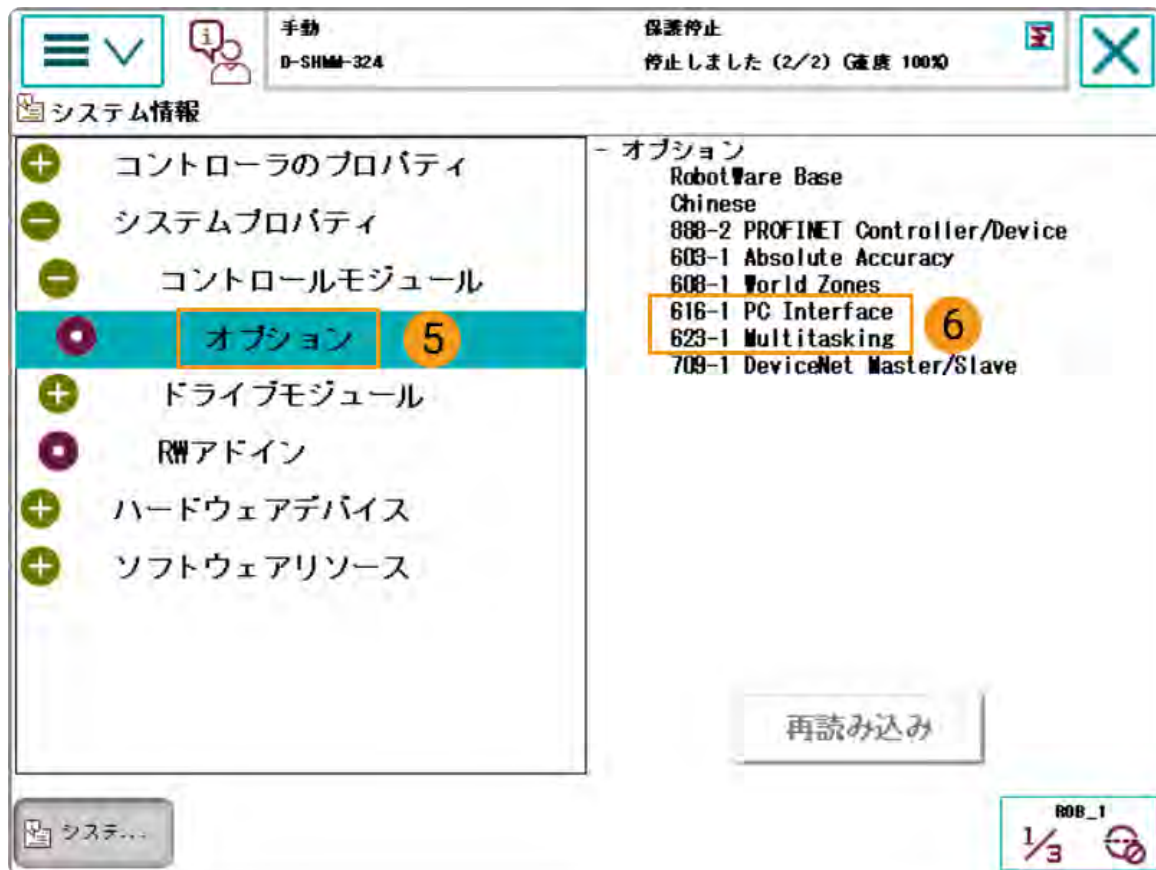 手動
D-SHMM-324
保護停止
停止しました (2/2) (速度 100%)
システム情報
コントローラのプロパティ
システムプロパティ
コントロールモジュール
オプション
5
ドライブモジュール
RWアドイン
ハードウェアデバイス
ソフトウェアリソース
- オプション
RobotWare Base
Chinese
888-2 PROFINET Controller/Device
603-1 Absolute Accuracy
608-1 World Zones
616-1 PC Interface
623-1 Multitasking
6
709-1 DeviceNet Master/Slave
再読み込み
システ...
ROB_1
1/3